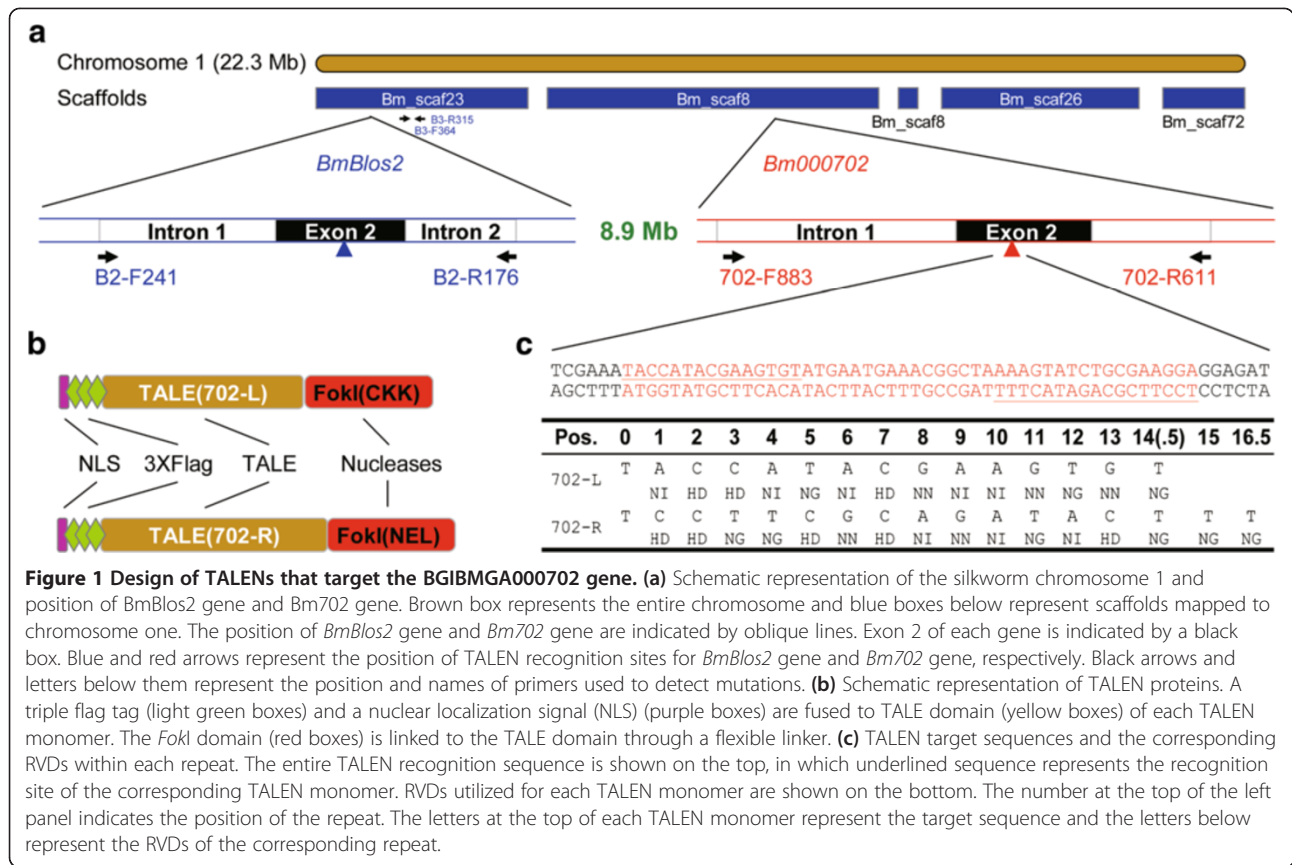 a
Chromosome 1 (22.3 Mb)
Scaffolds
Bm_scaf23
Bm_scaf8
Bm_scaf8
Bm_scaf26
Bm_scaf72
B3-R315
B3-F364
BmBlos2
Bm000702
Intron 1
Exon 2
Intron 2
8.9 Mb
Intron 1
Exon 2
B2-F241
B2-R176
702-F883
702-R611
b
TALE(702-L)
FokI(CKK)
NLS
3XFlag
TALE
Nucleases
TALE(702-R)
FokI(NEL)
c
TCGAAATACCATACGAAGTGTATGAATGAAACGGCTAAAAGTATCTGCGAAGGAGGAGAT
AGCTTTATGGTATGCTTCACATACTTACTTTGCCGATTTTCATAGACGCTTCCTCCTCTA
Pos. 0 1 2 3 4 5 6 7 8 9 10 11 12 13 14(.5) 15 16.5
702-L T A C C A T A C G A A G T G T
NI HD HD NI NG NI HD NN NI NI NN NG NN NG
702-R T C C T T C G C A G A T A C T T T
HD HD NG NG HD NN HD NI NN NI NG NI HD NG NG NG
Figure 1 Design of TALENs that target the BGIBMGA000702 gene. (a) Schematic representation of the silkworm chromosome 1 and
position of BmBlos2 gene and Bm702 gene. Brown box represents the entire chromosome and blue boxes below represent scaffolds mapped to
chromosome one. The position of BmBlos2 gene and Bm702 gene are indicated by oblique lines. Exon 2 of each gene is indicated by a black
box. Blue and red arrows represent the position of TALEN recognition sites for BmBlos2 gene and Bm702 gene, respectively. Black arrows and
letters below them represent the position and names of primers used to detect mutations. (b) Schematic representation of TALEN proteins. A
triple flag tag (light green boxes) and a nuclear localization signal (NLS) (purple boxes) are fused to TALE domain (yellow boxes) of each TALEN
monomer. The FokI domain (red boxes) is linked to the TALE domain through a flexible linker. (c) TALEN target sequences and the corresponding
RVDs within each repeat. The entire TALEN recognition sequence is shown on the top, in which underlined sequence represents the recognition
site of the corresponding TALEN monomer. RVDs utilized for each TALEN monomer are shown on the bottom. The number at the top of the left
panel indicates the position of the repeat. The letters at the top of each TALEN monomer represent the target sequence and the letters below
represent the RVDs of the corresponding repeat.